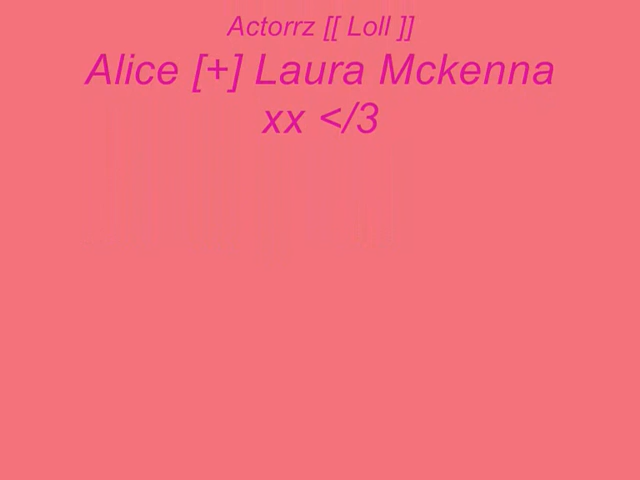 Actorrz [[ Loll ]]
Alice [+] Laura Mckenna
xx </3